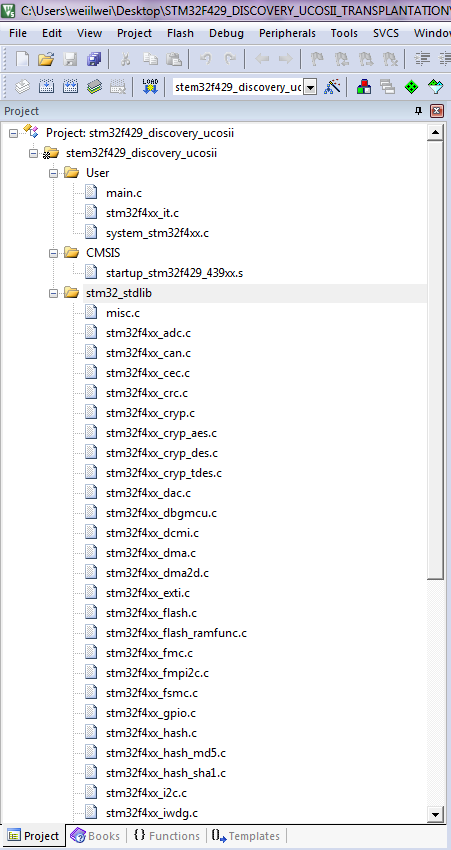 C:\Users\weiilwei\Desktop\STM32F429_DISCOVERY_UCOSII_TRANSPLANTATION\
File Edit View Project Flash Debug Peripherals Tools SVCS Window
LOAD stem32f429_discovery_uc
Project
Project: stm32f429_discovery_ucosii
stem32f429_discovery_ucosii
User
main.c
stm32f4xx_it.c
system_stm32f4xx.c
CMSIS
startup_stm32f429_439xx.s
stm32_stdlib
misc.c
stm32f4xx_adc.c
stm32f4xx_can.c
stm32f4xx_cec.c
stm32f4xx_crc.c
stm32f4xx_cryp.c
stm32f4xx_cryp_aes.c
stm32f4xx_cryp_des.c
stm32f4xx_cryp_tdes.c
stm32f4xx_dac.c
stm32f4xx_dbgmcu.c
stm32f4xx_dcmi.c
stm32f4xx_dma.c
stm32f4xx_dma2d.c
stm32f4xx_exti.c
stm32f4xx_flash.c
stm32f4xx_flash_ramfunc.c
stm32f4xx_fmc.c
stm32f4xx_fmpi2c.c
stm32f4xx_fsmc.c
stm32f4xx_gpio.c
stm32f4xx_hash.c
stm32f4xx_hash_md5.c
stm32f4xx_hash_sha1.c
stm32f4xx_i2c.c
stm32f4xx_iwdg.c
Project Books {} Functions 0 Templates